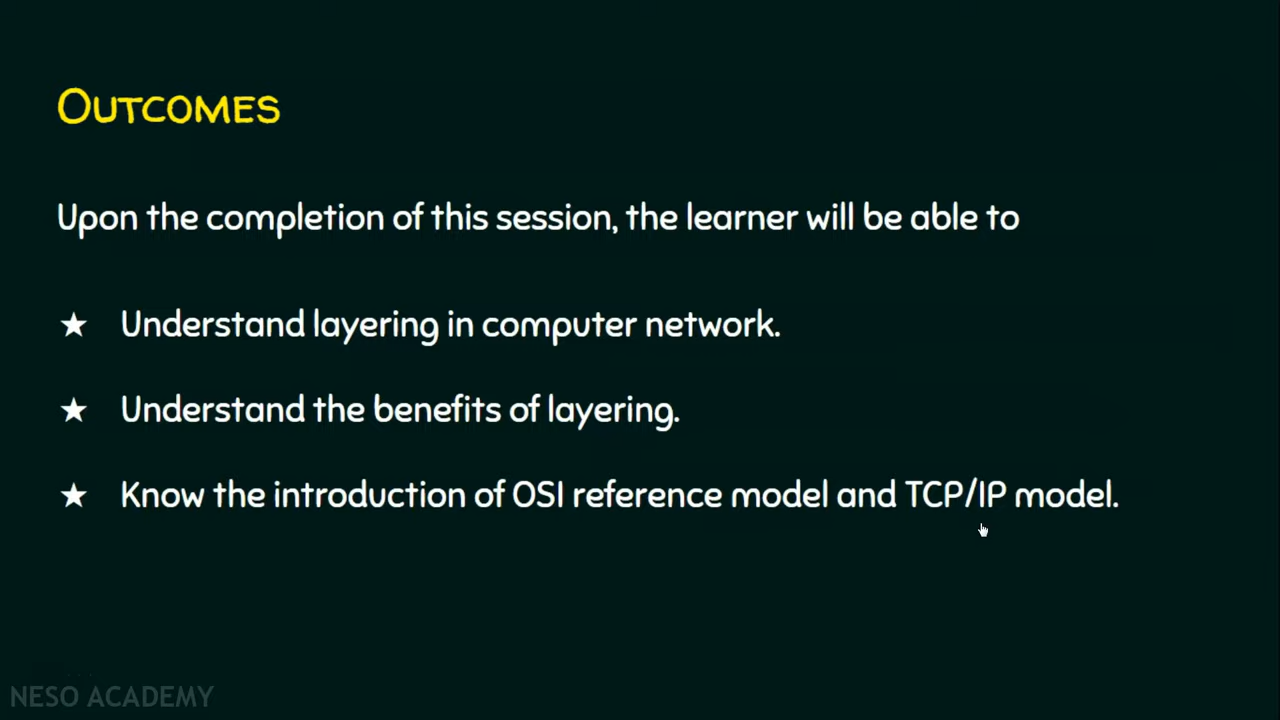 OUTCOMES
Upon the completion of this session, the learner will be able to
★ Understand layering in computer network.
★ Understand the benefits of layering.
★ Know the introduction of OSI reference model and TCP/IP model.
NESO ACADEMY